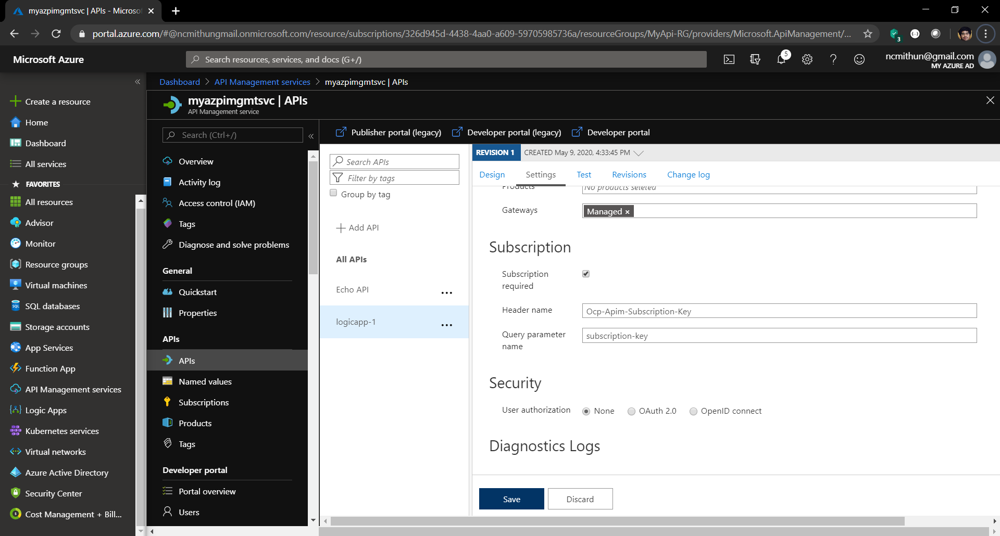 myazpimgmtsvc | APIs - Microso
portal.azure.com/#@ncmithungmail.onmicrosoft.com/resource/subscriptions/326d945d-4438-4aa0-a609-59705985736a/resourceGroups/MyApi-RG/providers/Microsoft.ApiManagement/...
3
Microsoft Azure
Search resources, services, and docs (G+/)
5
ncmithun@gmail.com
MY AZURE AD
Create a resource
Home
Dashboard
All services
FAVORITES
All resources
Advisor
Monitor
Resource groups
Virtual machines
SQL databases
Storage accounts
App Services
Function App
API Management services
Logic Apps
Kubernetes services
Virtual networks
Azure Active Directory
Security Center
Cost Management + Bill...
Dashboard > API Management services > myazpimgmtsvc | APIs
myazpimgmtsvc | APIs
API Management service
Search (Ctrl+/)
Overview
Activity log
Access control (IAM)
Tags
Diagnose and solve problems
General
Quickstart
Properties
APIs
APIs
Named values
Subscriptions
Products
Tags
Developer portal
Portal overview
Users
Publisher portal (legacy)
Developer portal (legacy)
Developer portal
Search APIs
Filter by tags
Group by tag
Add API
All APIs
Echo API
logicapp-1
REVISION 1
CREATED May 9, 2020, 4:33:45 PM
Design
Settings
Test
Revisions
Change log
Products
No products seleted
Gateways
Managed ×
Subscription
Subscription
required
Header name
Ocp-Apim-Subscription-Key
Query parameter
name
subscription-key
Security
User authorization
None
OAuth 2.0
OpenID connect
Diagnostics Logs
Save
Discard